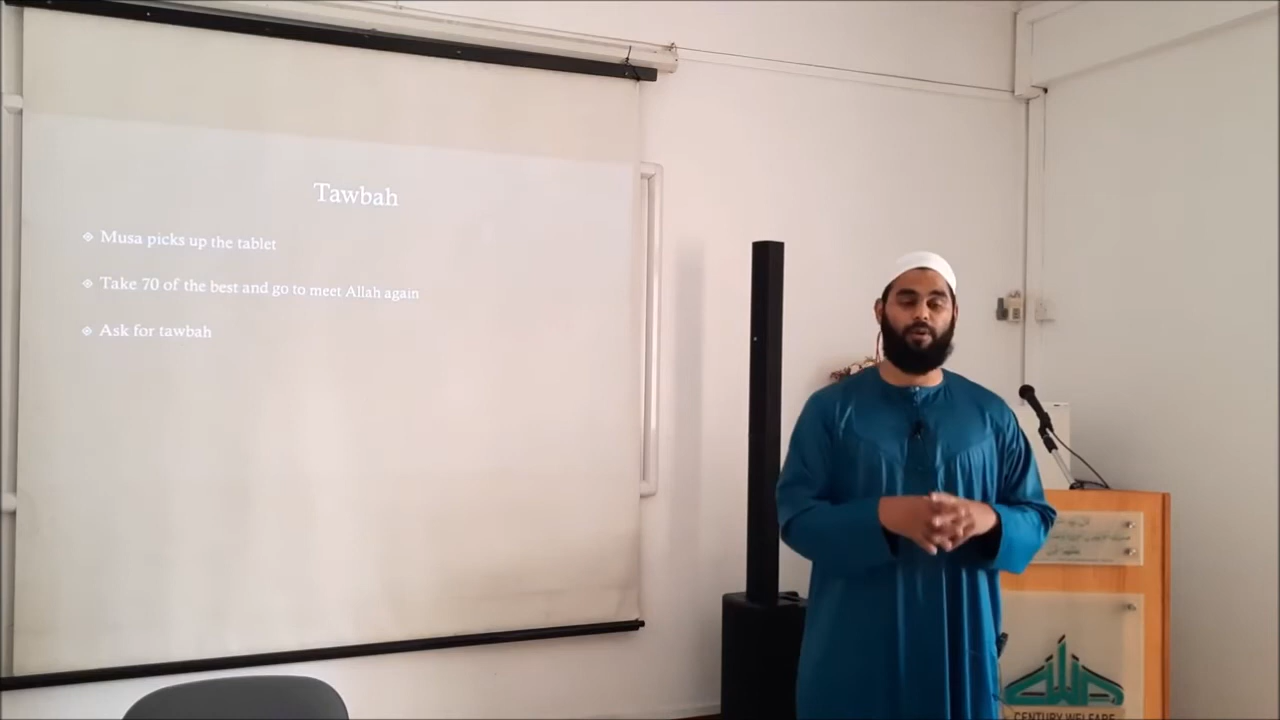 Tawbah
Musa picks up the tablet
Take 70 of the best and go to meet Allah again
Ask for tawbah
CENTURY WELFARE